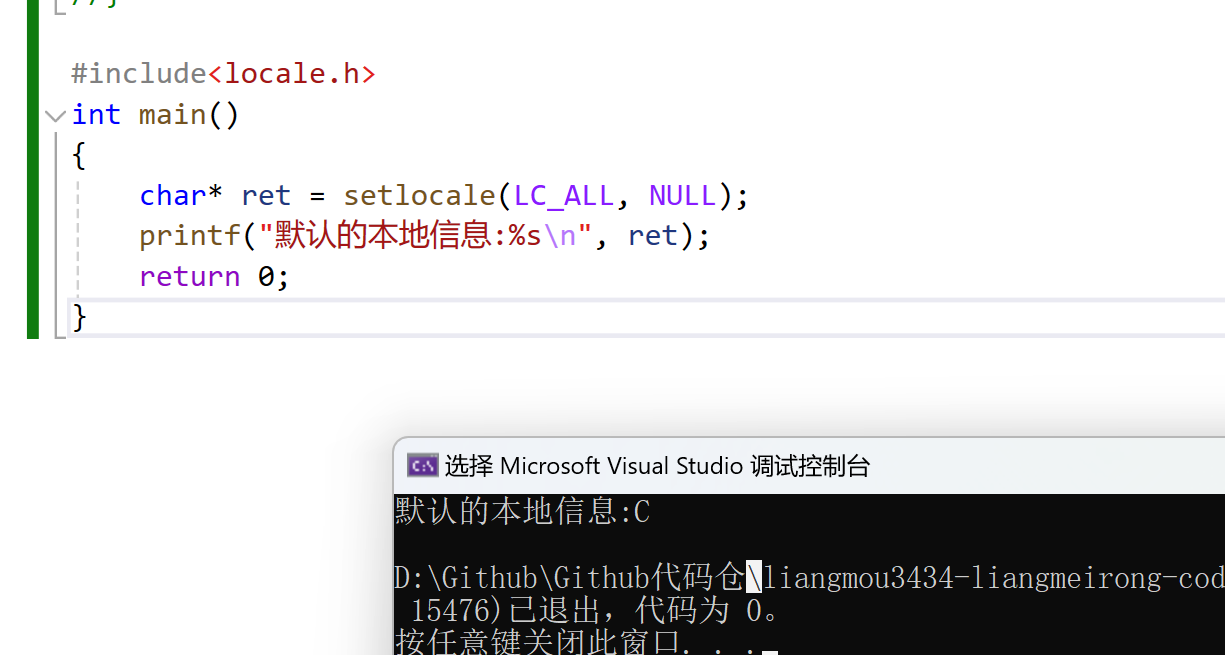 //}
#include<locale.h>
int main()
{
char* ret = setlocale(LC_ALL, NULL);
printf("默认的本地信息:%s\n", ret);
return 0;
}
选择 Microsoft Visual Studio 调试控制台
默认的本地信息:C
D:\Github\Github代码仓\liangmou3434-liangmeirong-cod
15476)已退出，代码为 0。
按任意键关闭此窗口. . .